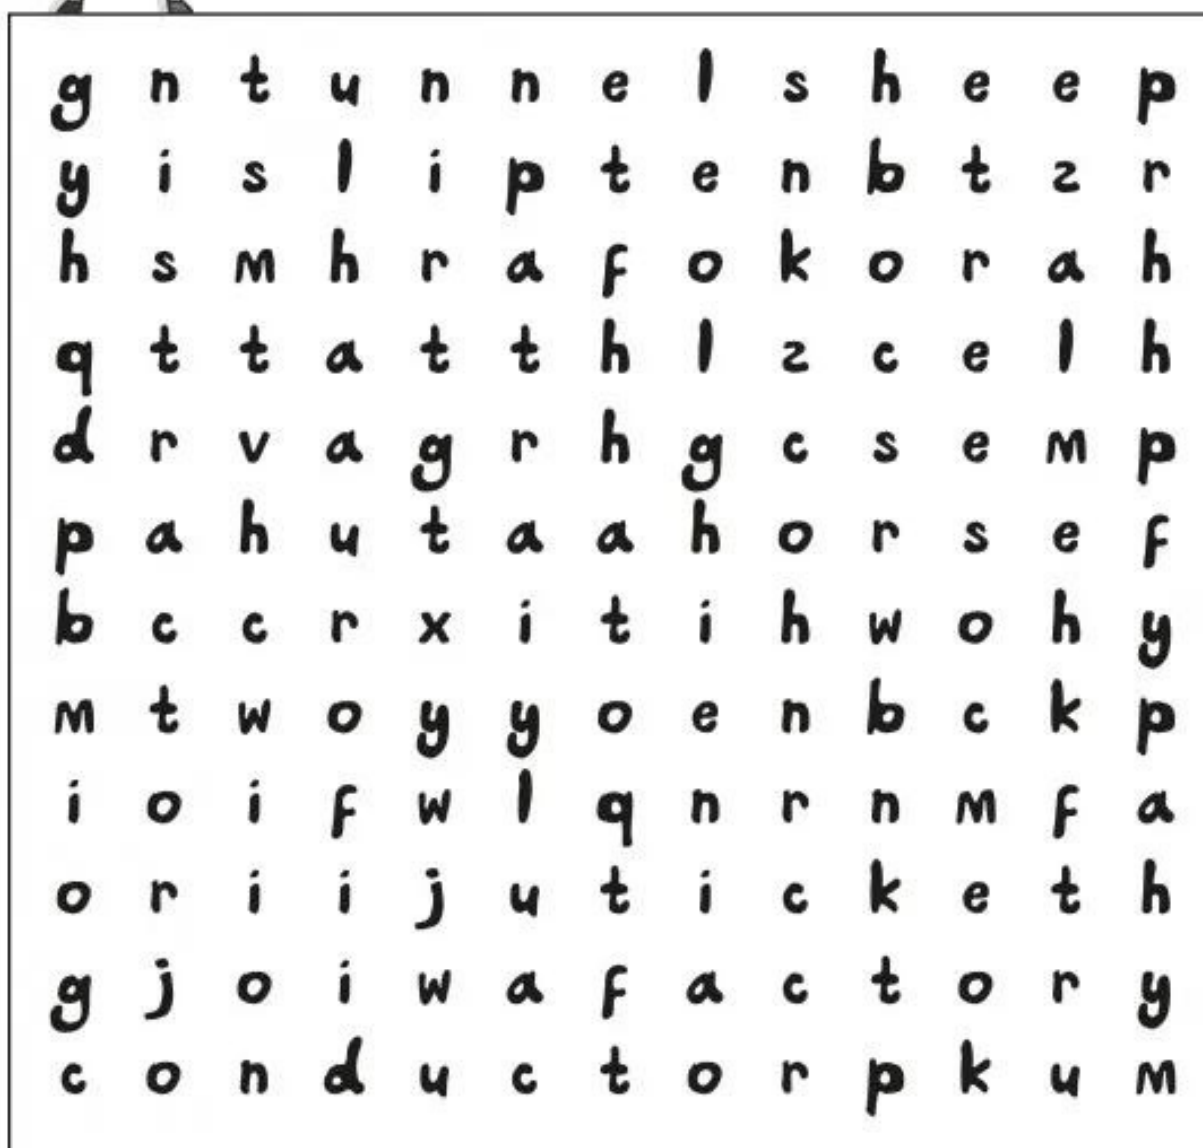 g n t u n n e l s h e e p
y i s l i p t e n b t z r
h s m h r a f o k o r a h
q t t a t t h l z c e l h
d r v a g r h g c s e m p
p a h u t a a h o r s e f
b c c r x i t i h w o h y
m t w o y y o e n b c k p
i o i f w l q n r n m f a
o r i i j u t i c k e t h
g j o i w a f a c t o r y
c o n d u c t o r p k u m